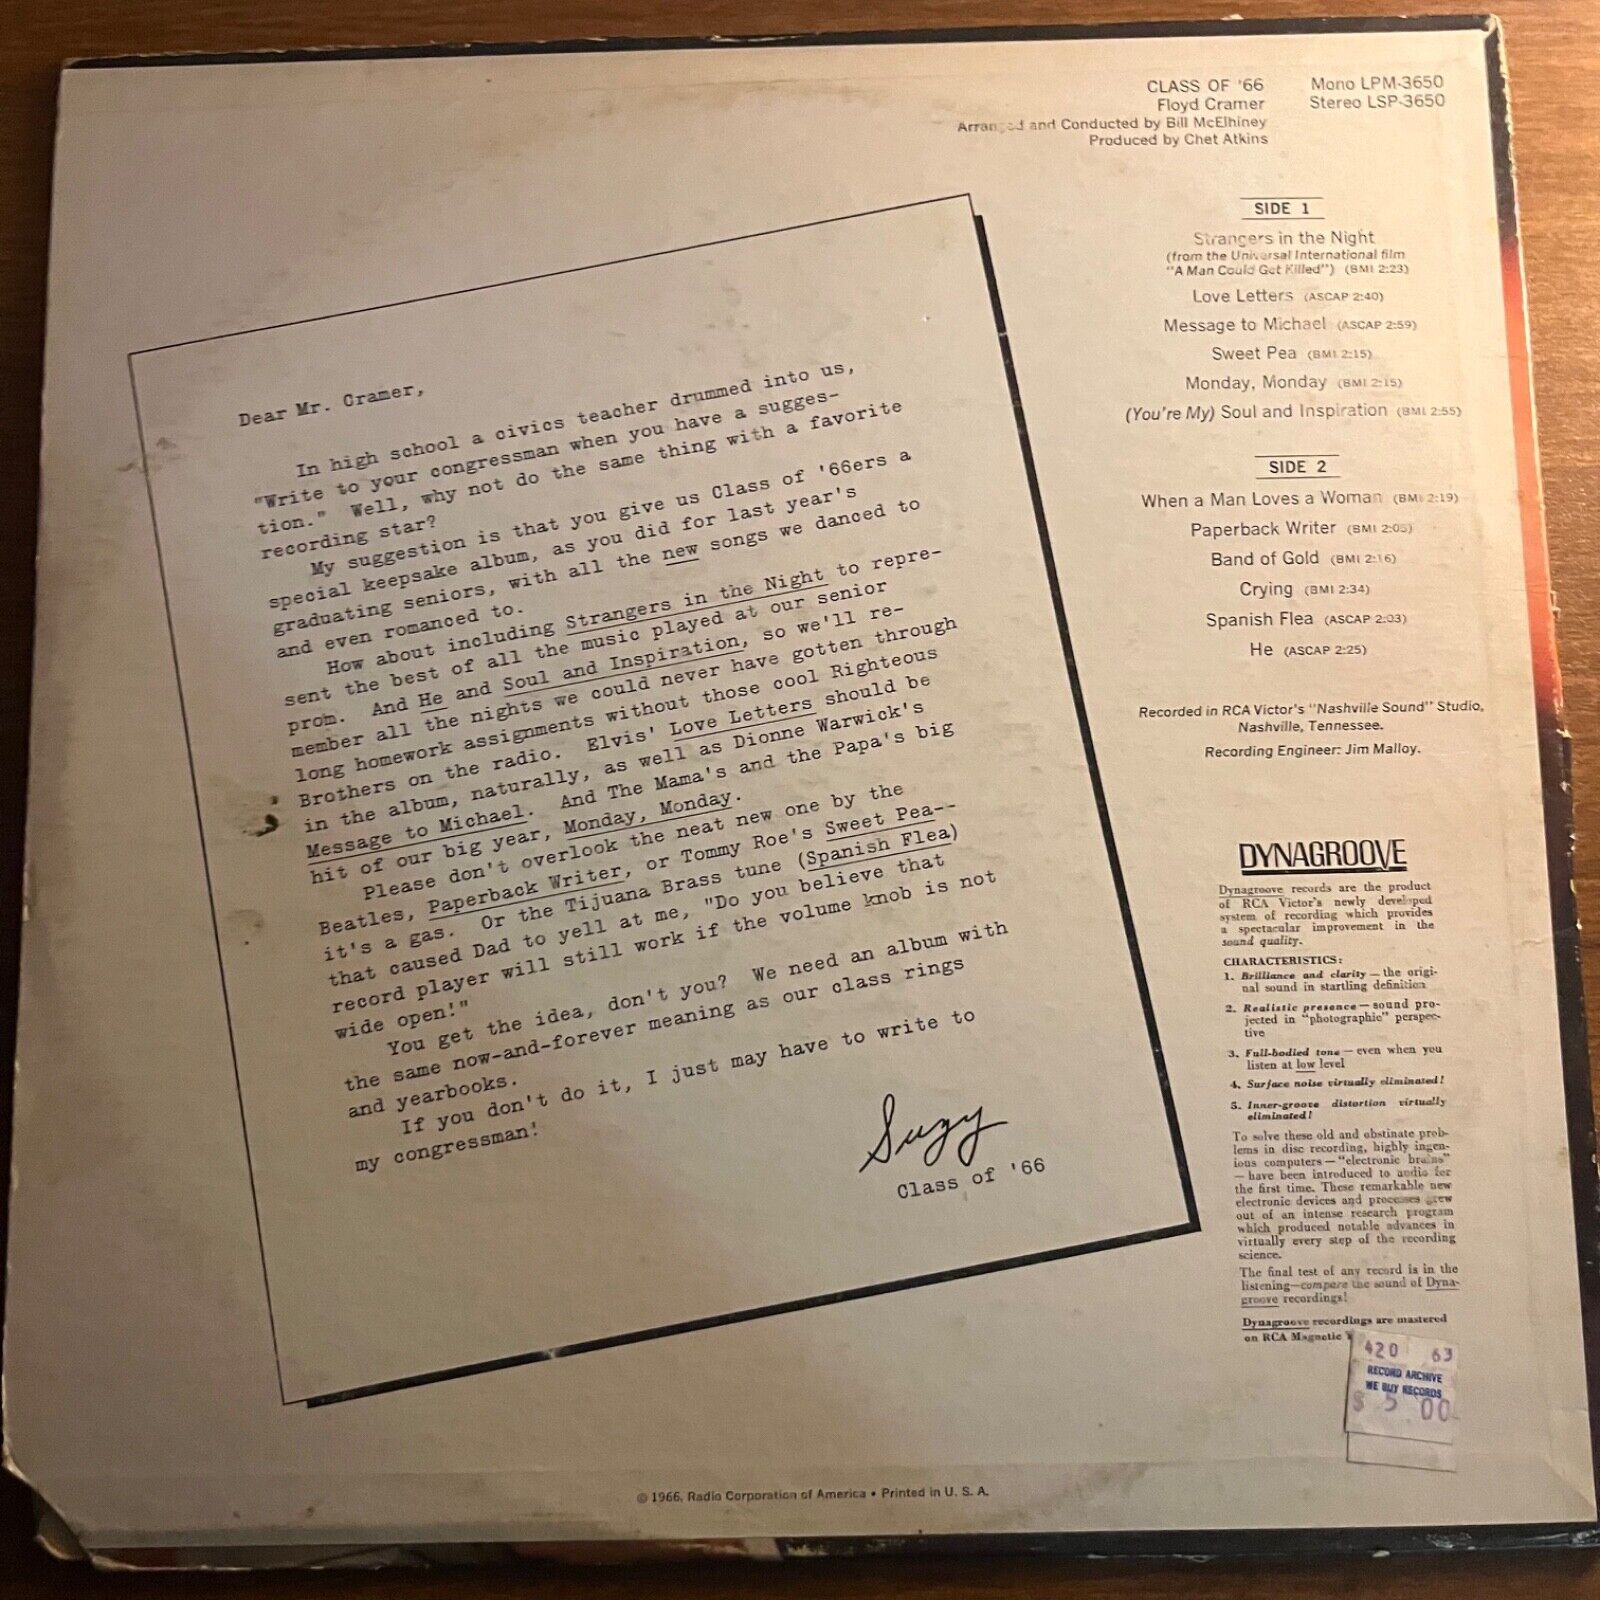 CLASS OF '66
Floyd Cramer
Arranged and Conducted by Bill McElhiney
Produced by Chet Atkins
Mono LPM-3650
Stereo LSP-3650
SIDE 1
Strangers in the Night
(from the Universal International film
"A Man Could Get Killed") (BMI 2:23)
Love Letters (ASCAP 2:40)
Message to Michael (ASCAP 2:59)
Sweet Pea (BMI 2:15)
Monday, Monday (BMI 2:15)
(You're My) Soul and Inspiration (BMI 2:55)
SIDE 2
When a Man Loves a Woman (BMI 2:19)
Paperback Writer (BMI 2:05)
Band of Gold (BMI 2:16)
Crying (BMI 2:34)
Spanish Flea (ASCAP 2:03)
He (ASCAP 2:25)
Recorded in RCA Victor's "Nashville Sound" Studio,
Nashville, Tennessee.
Recording Engineer: Jim Malloy.
Dear Mr. Cramer,
In high school a civics teacher drummed into us,
"Write to your congressman when you have a sugges-
tion." Well, why not do the same thing with a favorite
recording star?
My suggestion is that you give us Class of '66ers a
special keepsake album, as you did for last year's
graduating seniors, with all the new songs we danced to
and even romanced to.
How about including Strangers in the Night to repre-
sent the best of all the music played at our senior
prom. And He and Soul and Inspiration, so we'll re-
member all the nights we could never have gotten through
long homework assignments without those cool Righteous
Brothers on the radio. Elvis' Love Letters should be
in the album, naturally, as well as Dionne Warwick's
Message to Michael. And The Mama's and the Papa's big
hit of our big year, Monday, Monday.
Please don't overlook the neat new one by the
Beatles, Paperback Writer, or Tommy Roe's Sweet Pea--
it's a gas. Or the Tijuana Brass tune (Spanish Flea)
that caused Dad to yell at me, "Do you believe that
record player will still work if the volume knob is not
wide open!"
You get the idea, don't you? We need an album with
the same now-and-forever meaning as our class rings
and yearbooks.
If you don't do it, I just may have to write to
my congressman!
Suzy
Class of '66
DYNAGROOVE
Dynagroove records are the product
of RCA Victor's newly developed
system of recording which provides
a spectacular improvement in the
sound quality.
CHARACTERISTICS:
1. Brilliance and clarity — the origi-
nal sound in startling definition
2. Realistic presence — sound pro-
jected in "photographic" perspec-
tive
3. Full-bodied tone — even when you
listen at low level
4. Surface noise virtually eliminated!
5. Inner-groove distortion virtually
eliminated!
To solve these old and obstinate prob-
lems in disc recording, highly ingen-
ious computers — "electronic brains"
— have been introduced to audio for
the first time. These remarkable new
electronic devices and processes grew
out of an intense research program
which produced notable advances in
virtually every step of the recording
science.
The final test of any record is in the
listening—compare the sound of Dyna-
groove recordings!
Dynagroove recordings are mastered
on RCA Magnetic
420 63
RECORD ARCHIVE
WE BUY RECORDS
$ 5 00
© 1966, Radio Corporation of America • Printed in U. S. A.